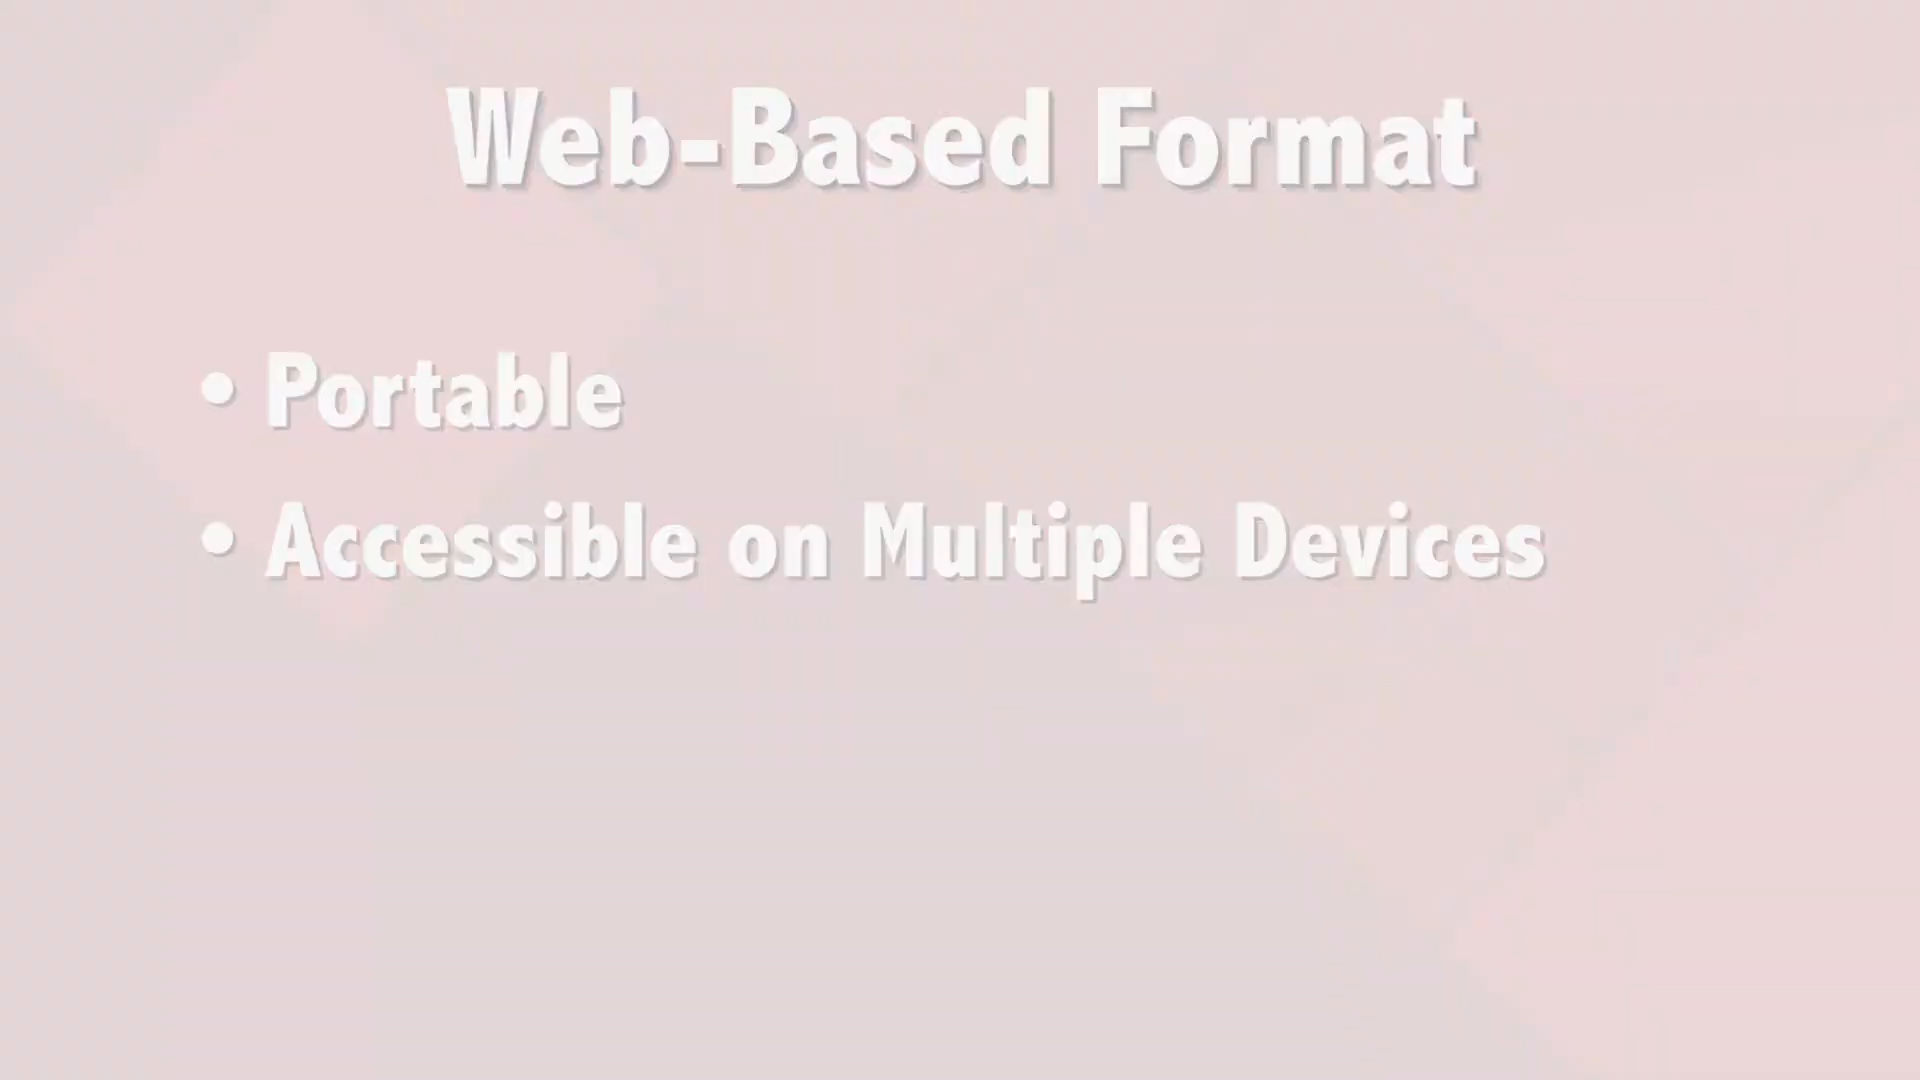 Web-Based Format
• Portable
• Accessible on Multiple Devices